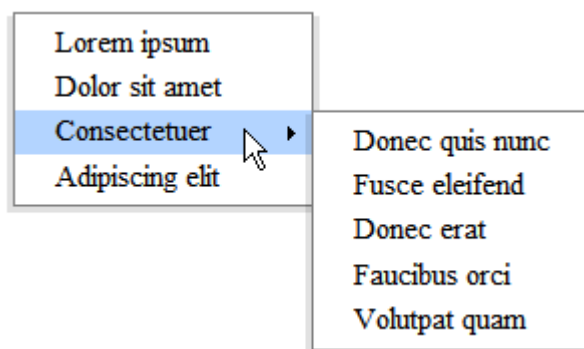 Lorem ipsum
Dolor sit amet
Consectetuer
Adipiscing elit
Donec quis nunc
Fusce eleifend
Donec erat
Faucibus orci
Volutpat quam